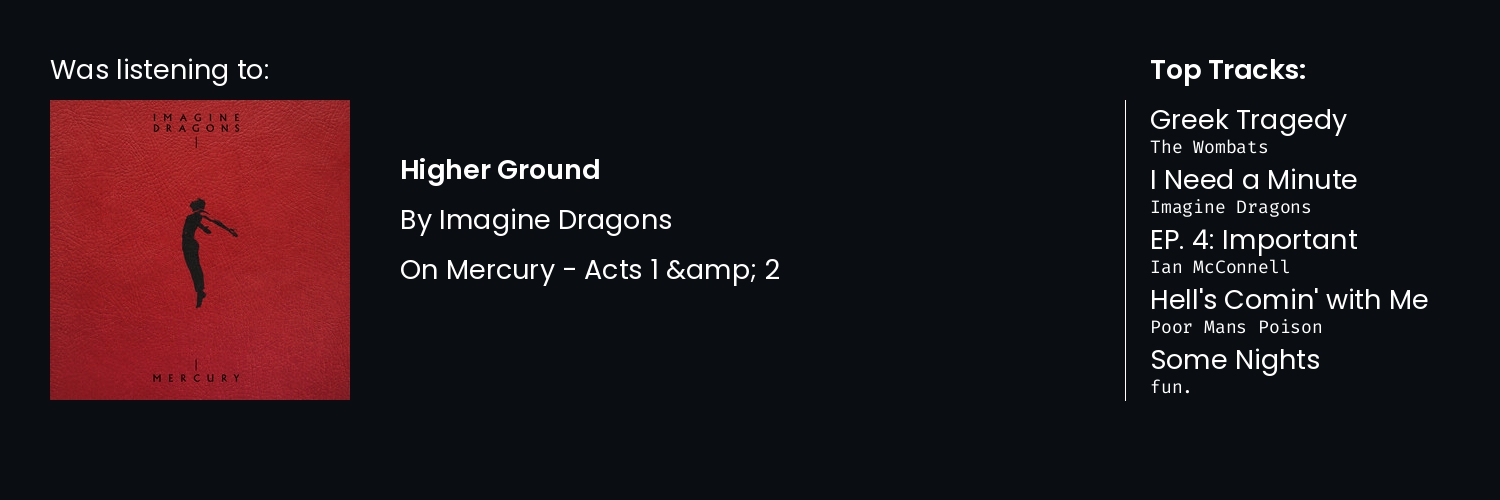 Was listening to:
IMAGINE
DRAGONS
MERCURY
Higher Ground
By Imagine Dragons
On Mercury - Acts 1 &amp; 2
Top Tracks:
Greek Tragedy
The Wombats
I Need a Minute
Imagine Dragons
EP. 4: Important
Ian McConnell
Hell's Comin' with Me
Poor Mans Poison
Some Nights
fun.